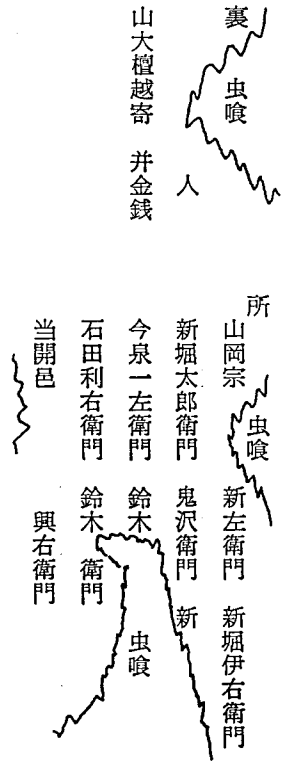 裏 虫喰 所 虫喰
山岡宗 新左衛門 新堀伊右衛門
人 新堀太郎衛門 鬼沢衛門 新
山大檀越寄 并金銭 今泉一左衛門 鈴木 虫喰
石田利右衛門 鈴木 衛門
当開邑 興右衛門